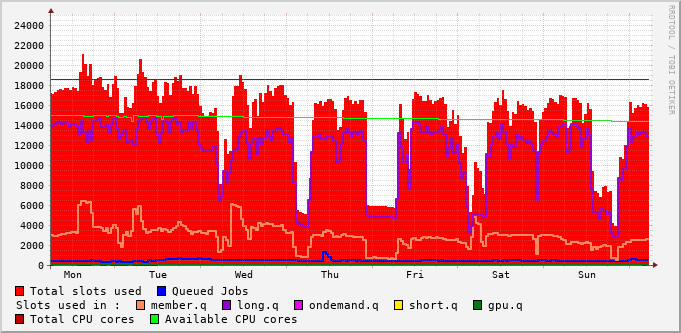 24000
22000
20000
18000
16000
14000
12000
10000
8000
6000
4000
2000
0
Mon Tue Wed Thu Fri Sat Sun
RRDTOOL / TOBI OETIKER
Total slots used Queued Jobs
Slots used in : member.q long.q ondemand.q short.q gpu.q
Total CPU cores Available CPU cores